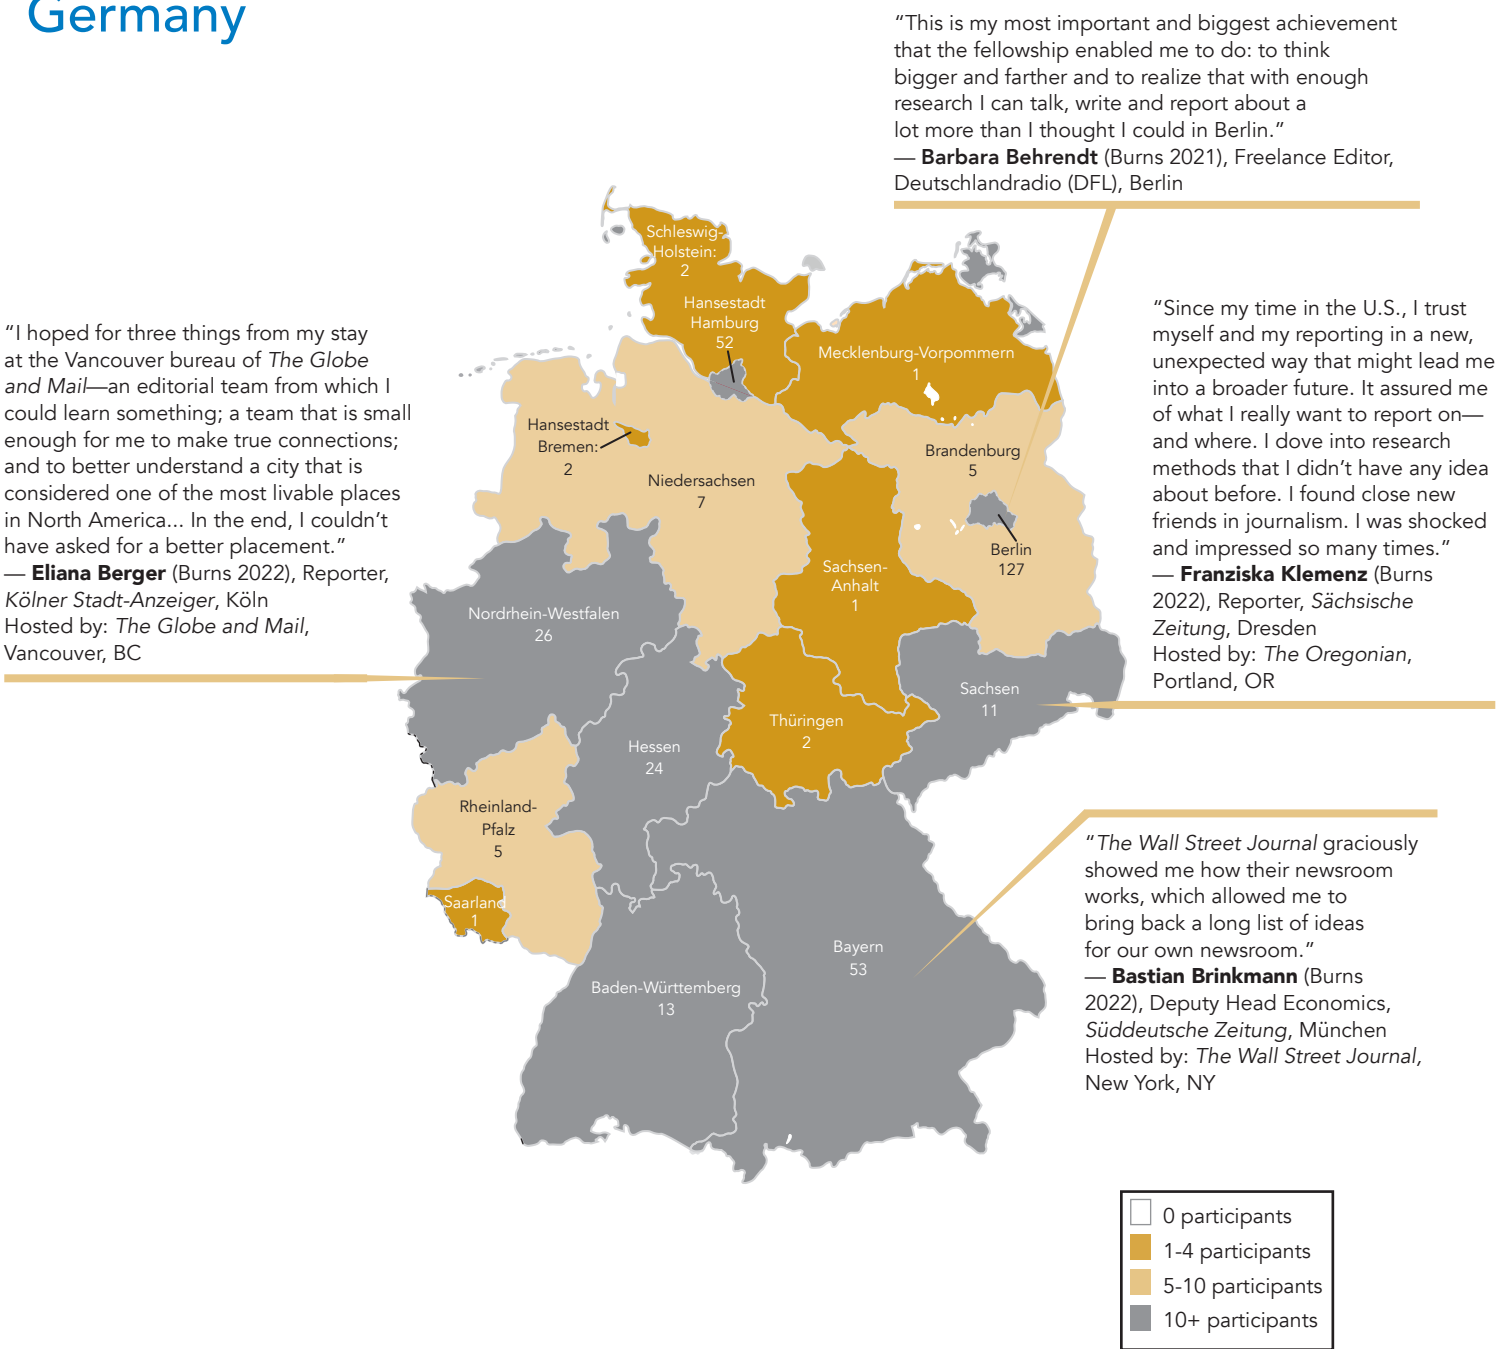 Germany
“This is my most important and biggest achievement
that the fellowship enabled me to do: to think
bigger and farther and to realize that with enough
research I can talk, write and report about a
lot more than I thought I could in Berlin.”
— Barbara Behrendt (Burns 2021), Freelance Editor,
Deutschlandradio (DFL), Berlin
“I hoped for three things from my stay
at the Vancouver bureau of The Globe
and Mail—an editorial team from which I
could learn something; a team that is small
enough for me to make true connections;
and to better understand a city that is
considered one of the most livable places
in North America... In the end, I couldn’t
have asked for a better placement.”
— Eliana Berger (Burns 2022), Reporter,
Kölner Stadt-Anzeiger, Köln
Hosted by: The Globe and Mail,
Vancouver, BC
Schleswig-
Holstein:
2
Hansestadt
Hamburg
52
Mecklenburg-Vorpommern
1
Hansestadt
Bremen:
2
Niedersachsen
7
Brandenburg
5
Berlin
127
Sachsen-
Anhalt
1
Nordrhein-Westfalen
26
Sachsen
11
Thüringen
2
Hessen
24
Rheinland-
Pfalz
5
Saarland
1
Bayern
53
Baden-Württemberg
13
“Since my time in the U.S., I trust
myself and my reporting in a new,
unexpected way that might lead me
into a broader future. It assured me
of what I really want to report on—
and where. I dove into research
methods that I didn’t have any idea
about before. I found close new
friends in journalism. I was shocked
and impressed so many times.”
— Franziska Klemenz (Burns
2022), Reporter, Sächsische
Zeitung, Dresden
Hosted by: The Oregonian,
Portland, OR
“The Wall Street Journal graciously
showed me how their newsroom
works, which allowed me to
bring back a long list of ideas
for our own newsroom.”
— Bastian Brinkmann (Burns
2022), Deputy Head Economics,
Süddeutsche Zeitung, München
Hosted by: The Wall Street Journal,
New York, NY
0 participants
1-4 participants
5-10 participants
10+ participants